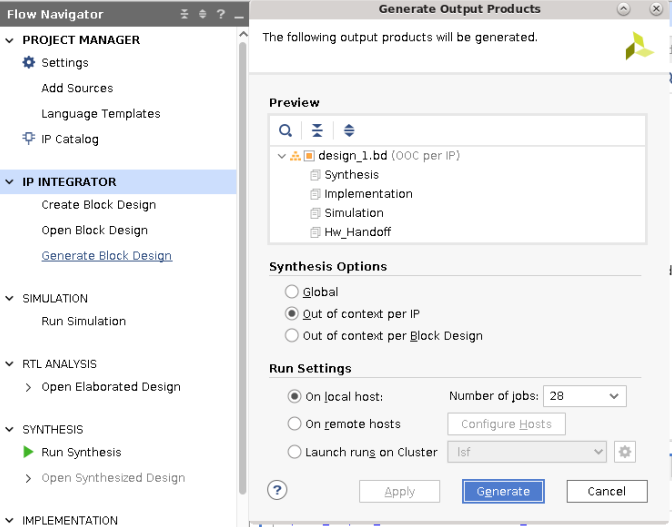 Flow Navigator
PROJECT MANAGER
Settings
Add Sources
Language Templates
IP Catalog
IP INTEGRATOR
Create Block Design
Open Block Design
Generate Block Design
SIMULATION
Run Simulation
RTL ANALYSIS
Open Elaborated Design
SYNTHESIS
Run Synthesis
Open Synthesized Design
IMPLEMENTATION
Generate Output Products
The following output products will be generated.
Preview
design_1.bd (OOC per IP)
Synthesis
Implementation
Simulation
Hw_Handoff
Synthesis Options
Global
Out of context per IP
Out of context per Block Design
Run Settings
On local host: Number of jobs: 28
On remote hosts Configure Hosts
Launch runs on Cluster lsf
? Apply Generate Cancel